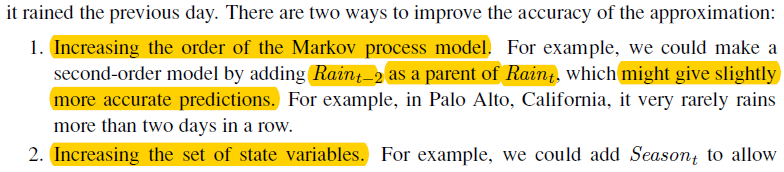 it rained the previous day. There are two ways to improve the accuracy of the approximation:
1. Increasing the order of the Markov process model. For example, we could make a
second-order model by adding Rain_{t−2} as a parent of Rain_t, which might give slightly
more accurate predictions. For example, in Palo Alto, California, it very rarely rains
more than two days in a row.
2. Increasing the set of state variables. For example, we could add Season_t to allow